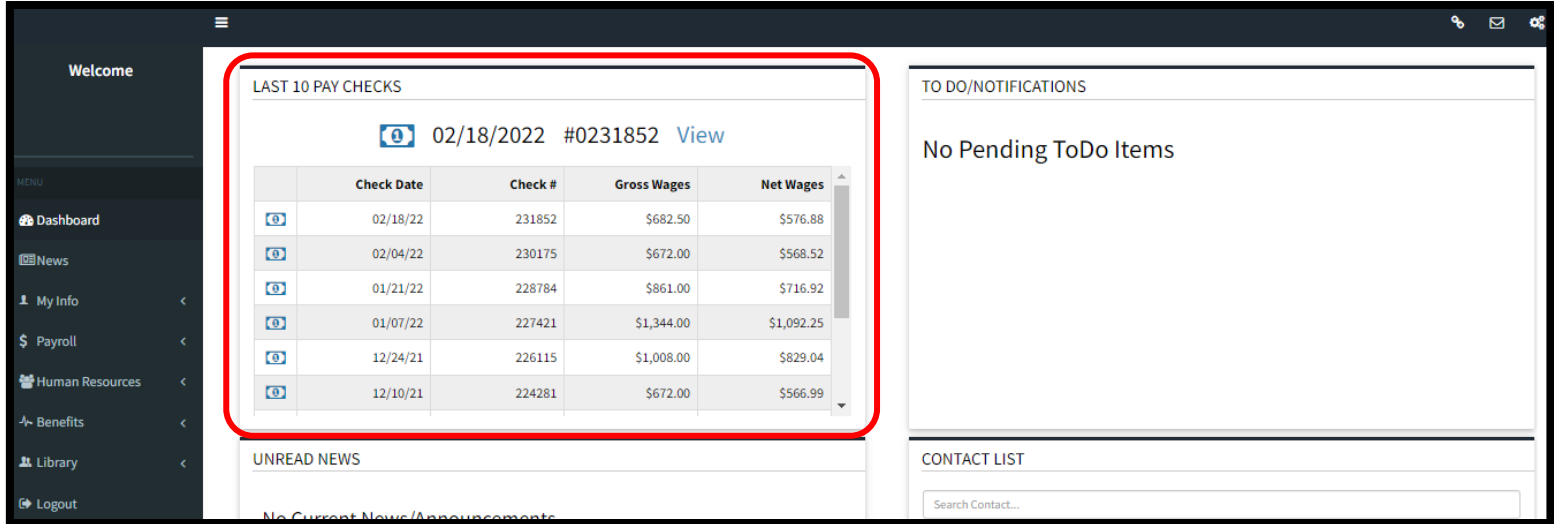 Welcome
MENU
Dashboard
News
My Info
Payroll
Human Resources
Benefits
Library
Logout
LAST 10 PAY CHECKS
02/18/2022 #0231852 View
Check Date Check # Gross Wages Net Wages
02/18/22 231852 $682.50 $576.88
02/04/22 230175 $672.00 $568.52
01/21/22 228784 $861.00 $716.92
01/07/22 227421 $1,344.00 $1,092.25
12/24/21 226115 $1,008.00 $829.04
12/10/21 224281 $672.00 $566.99
TO DO/NOTIFICATIONS
No Pending ToDo Items
UNREAD NEWS
No Current News/Announcements
CONTACT LIST
Search Contact...